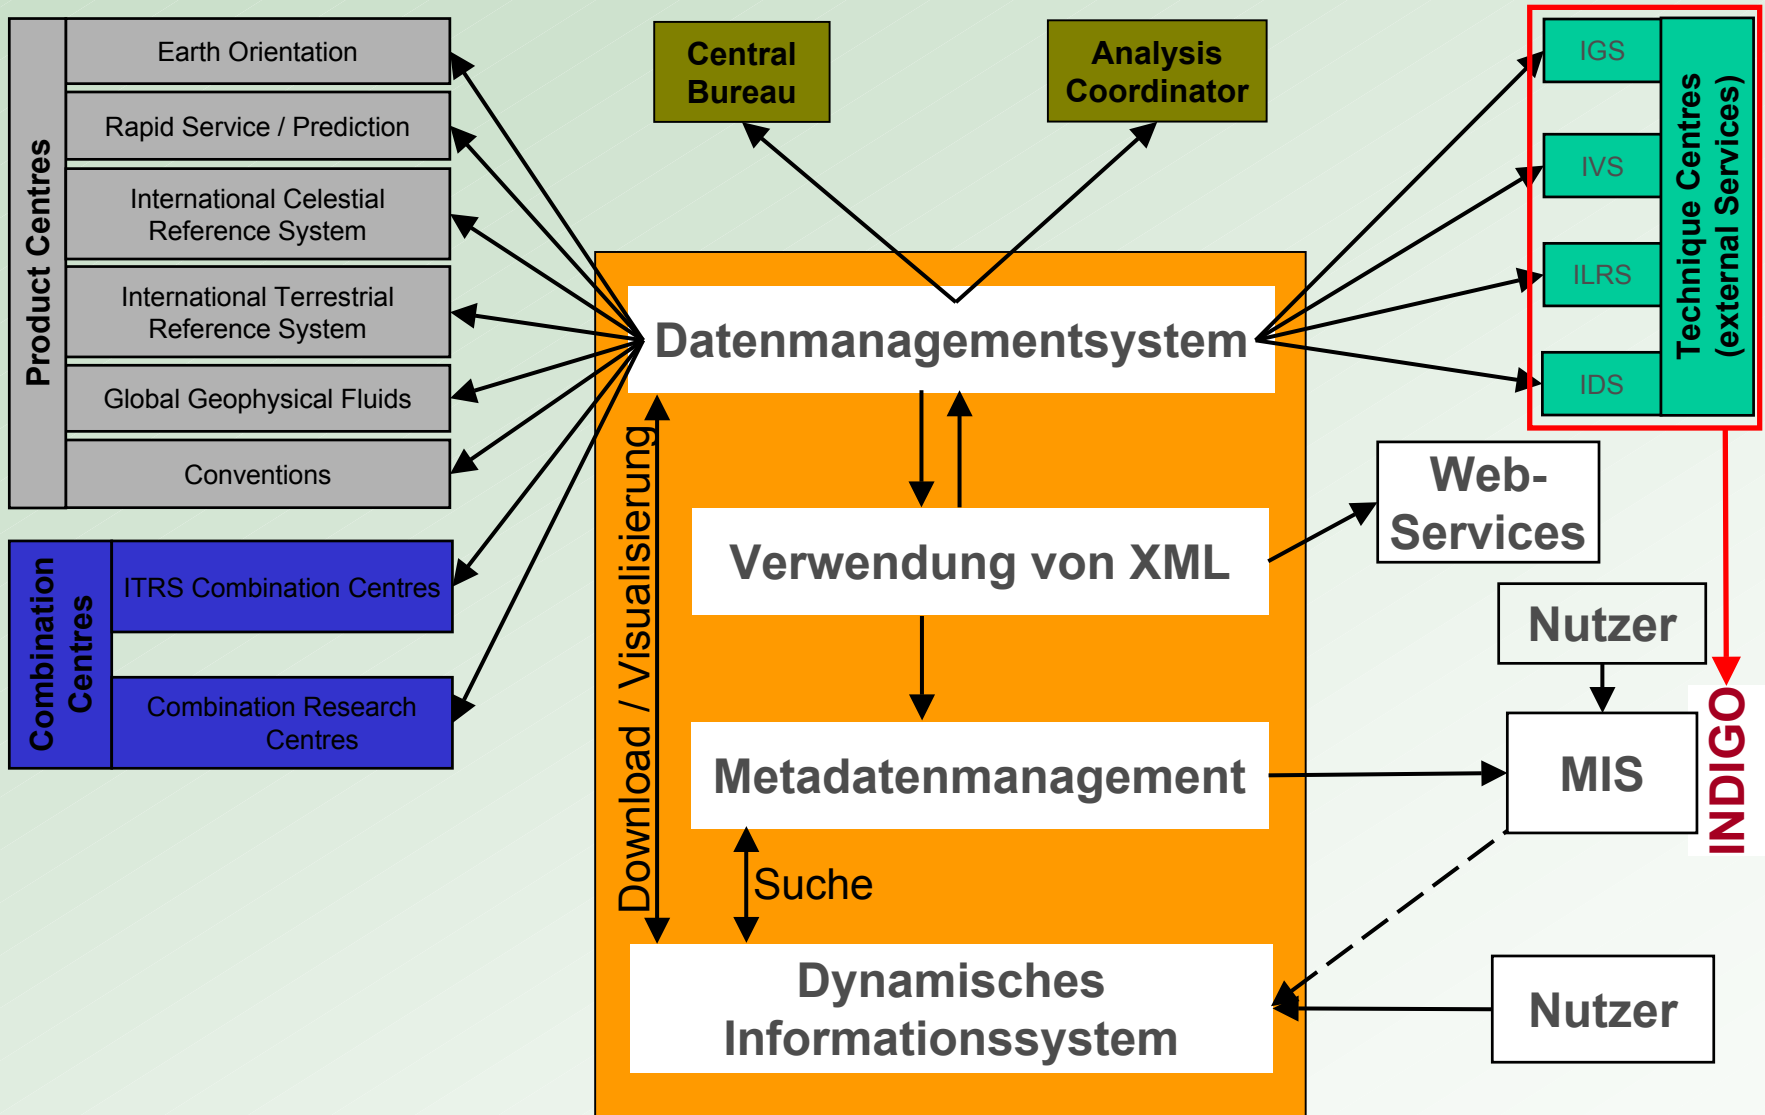 Product Centres
Earth Orientation
Rapid Service / Prediction
International Celestial
Reference System
International Terrestrial
Reference System
Global Geophysical Fluids
Conventions
Combination
Centres
ITRS Combination Centres
Combination Research
Centres
Central
Bureau
Analysis
Coordinator
IGS
IVS
ILRS
IDS
Technique Centres
(external Services)
Datenmanagementsystem
Download / Visualisierung
Verwendung von XML
Web-
Services
Nutzer
Metadatenmanagement
MIS
INDIGO
Suche
Dynamisches
Informationssystem
Nutzer